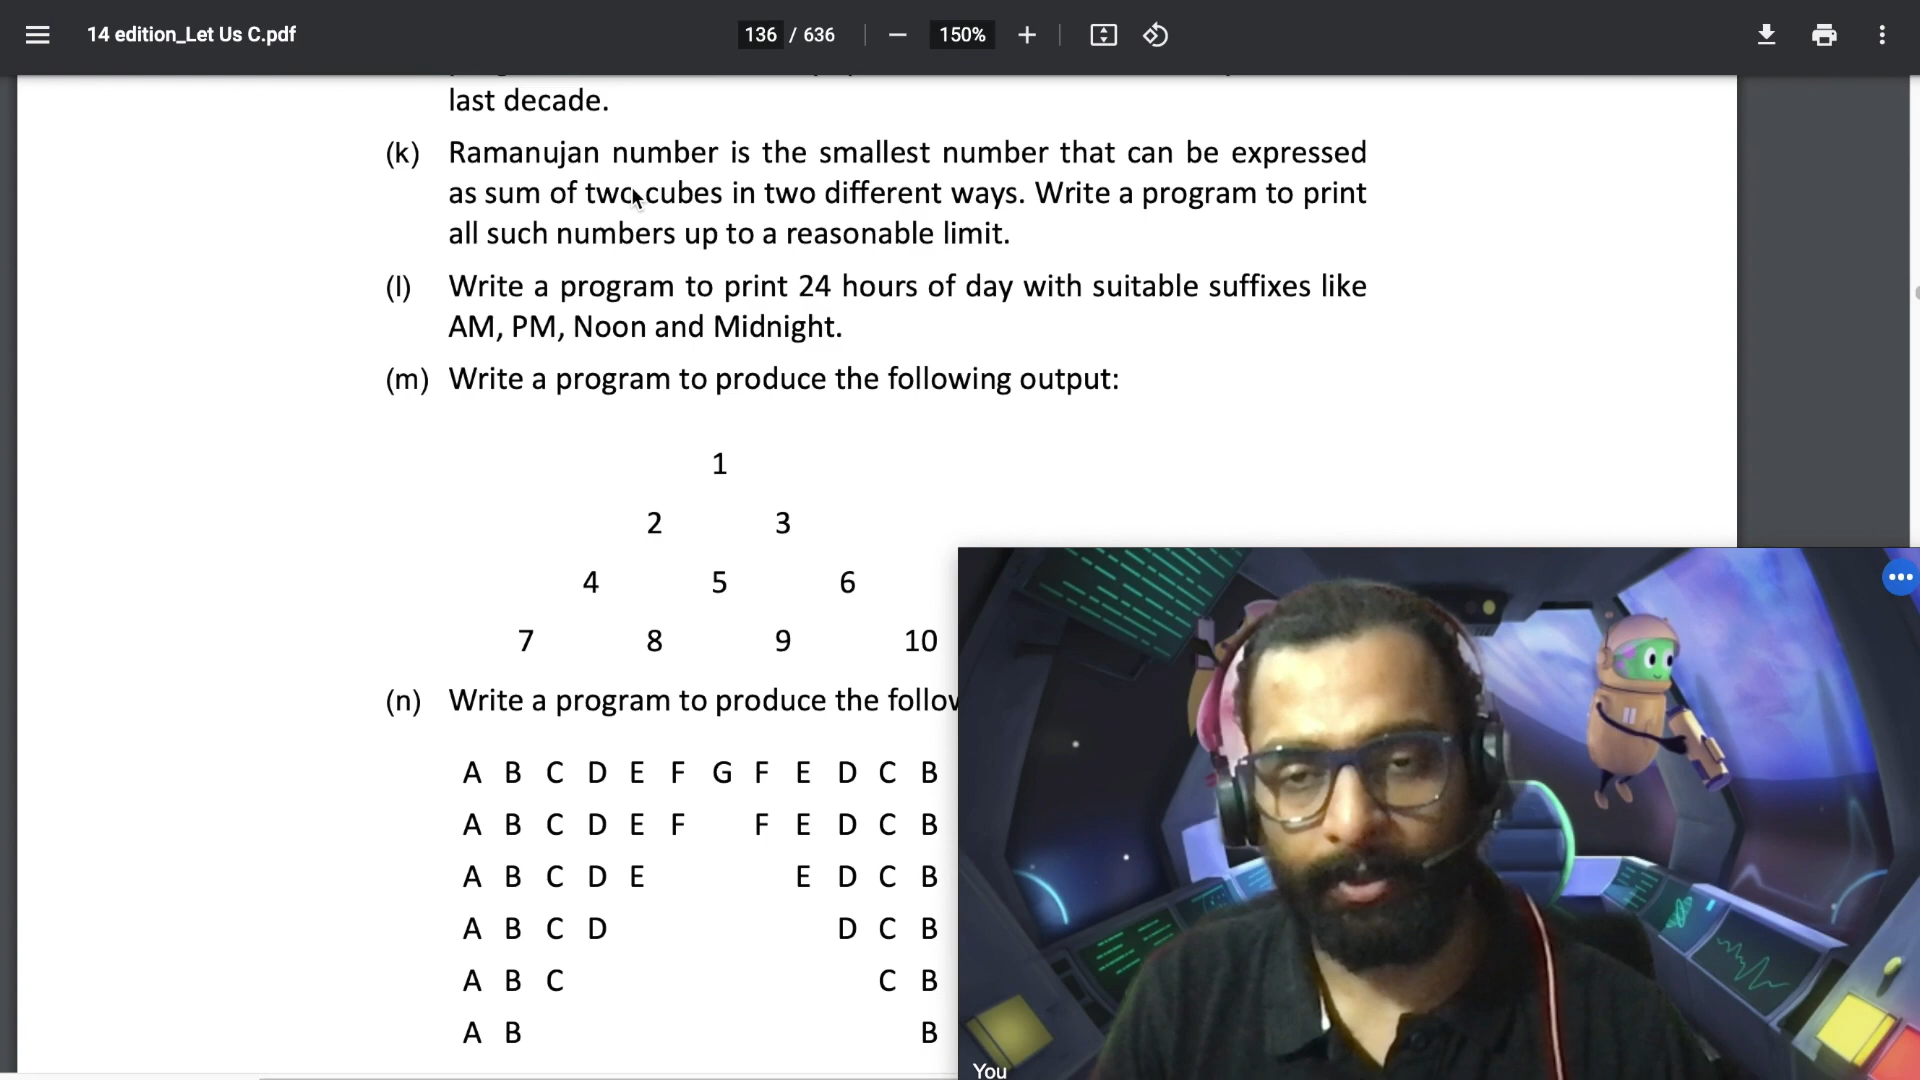 14 edition_Let Us C.pdf
136 / 636
150%
last decade.
(k) Ramanujan number is the smallest number that can be expressed
as sum of two cubes in two different ways. Write a program to print
all such numbers up to a reasonable limit.
(l) Write a program to print 24 hours of day with suitable suffixes like
AM, PM, Noon and Midnight.
(m) Write a program to produce the following output:
1
2 3
4 5 6
7 8 9 10
(n) Write a program to produce the
A B C D E F G F E D C B
A B C D E F F E D C B
A B C D E E D C B
A B C D D C B
A B C C B
A B B
You